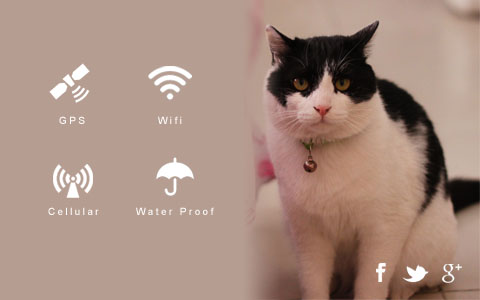 GPS
Wifi
Cellular
Water Proof
f
g+